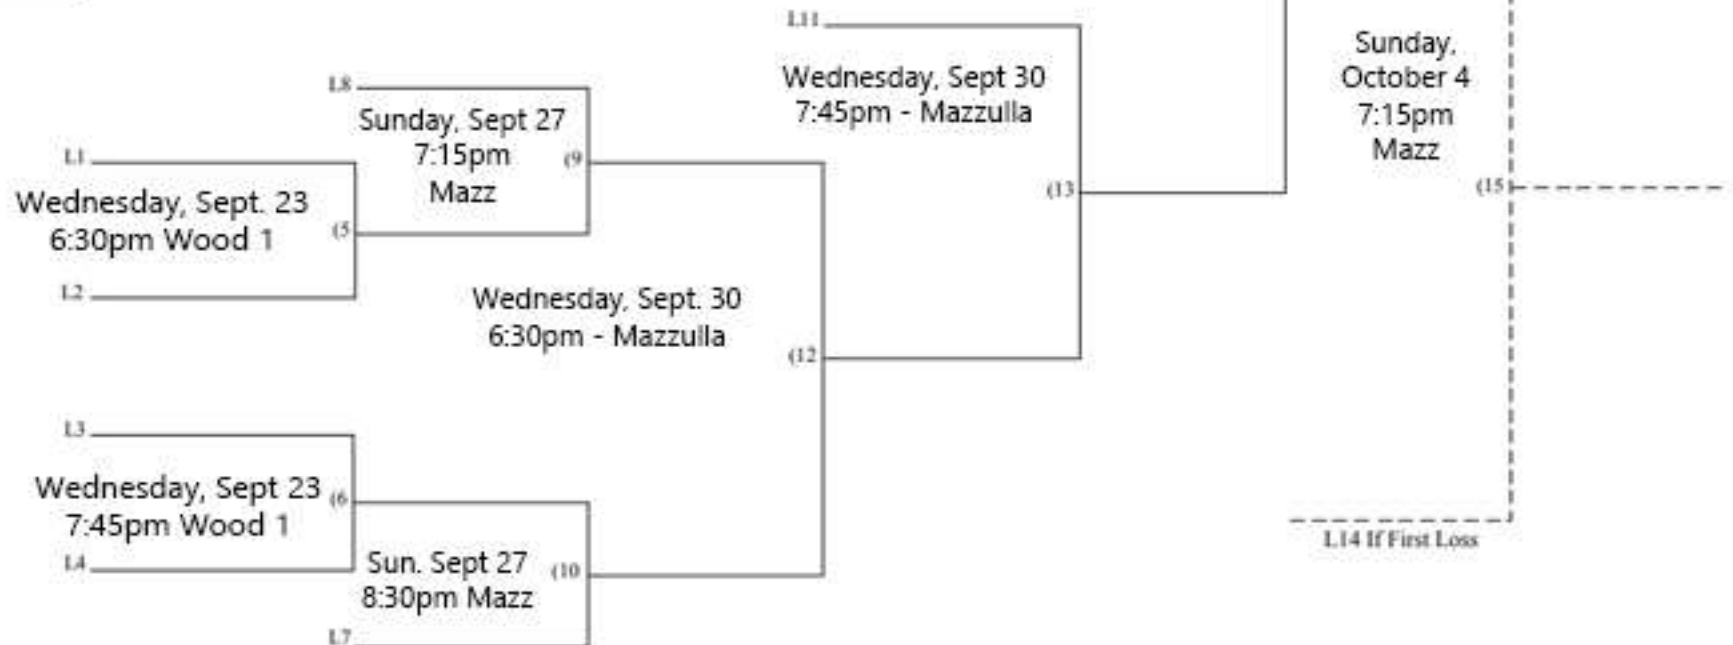 L11
Wednesday, Sept 30
7:45pm - Mazzulla
Sunday,
October 4
7:15pm
Mazz
L8
Sunday, Sept 27
7:15pm
Mazz
(9
L1
Wednesday, Sept. 23
6:30pm Wood 1
(5
L2
(13
(15
Wednesday, Sept. 30
6:30pm - Mazzulla
(12
L3
Wednesday, Sept 23
7:45pm Wood 1
(6
L4
Sun. Sept 27
8:30pm Mazz
(10
L7
L14 If First Loss